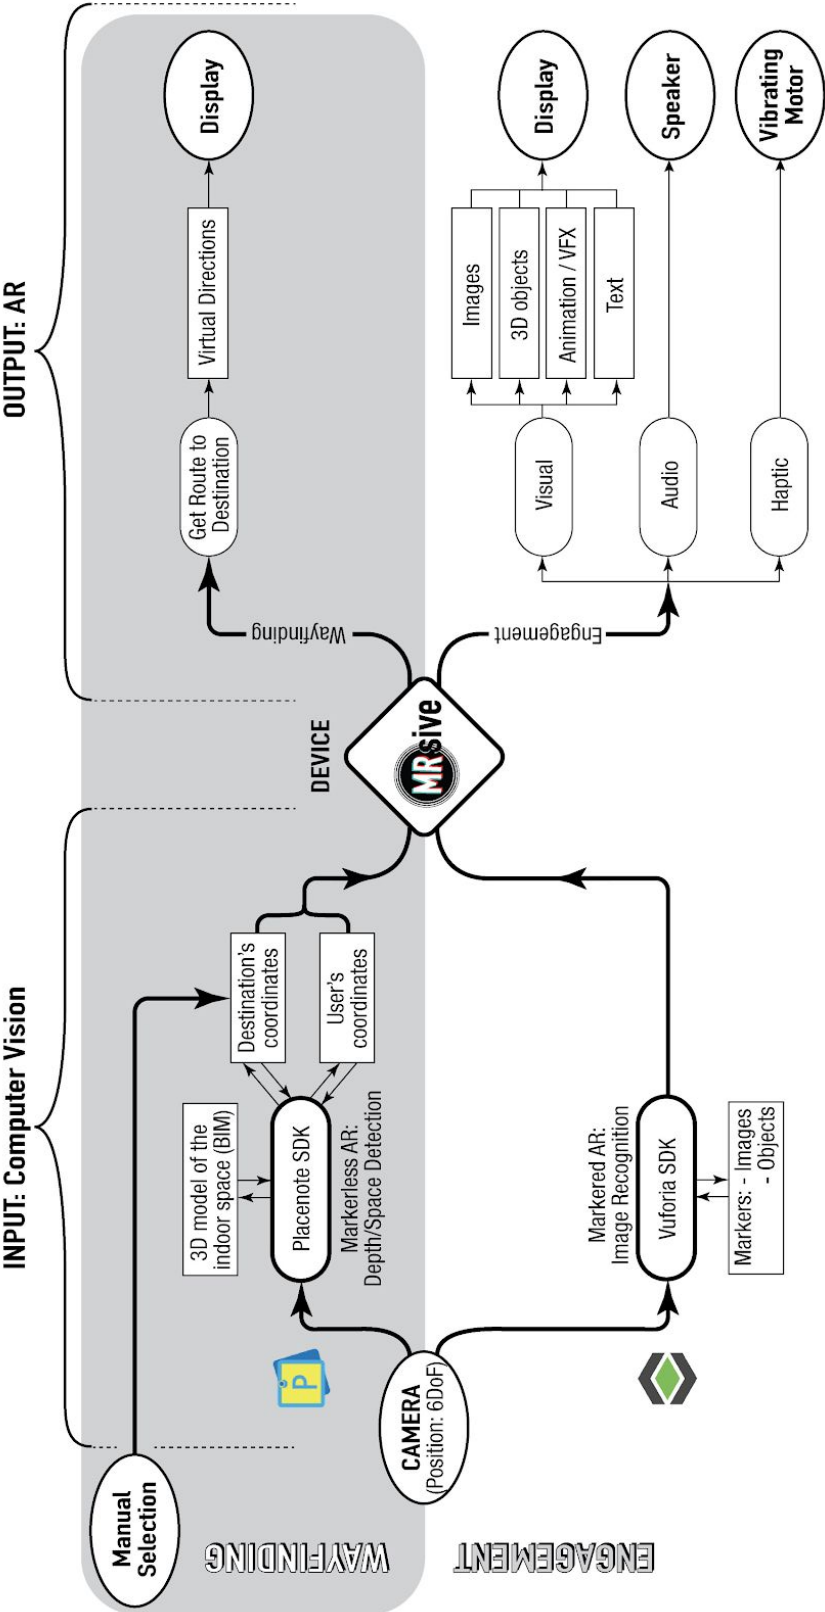 INPUT: Computer Vision
OUTPUT: AR
Manual
Selection
WAYFINDING
3D model of the
indoor space (BIM)
Destination's
coordinates
P
Placenote SDK
User's
coordinates
Markerless AR:
Depth/Space Detection
DEVICE
MRsive
Wayfinding
Get Route to
Destination
Virtual Directions
Display
CAMERA
(Position: 6DoF)
ENGAGEMENT
Markered AR:
Image Recognition
Vuforia SDK
Markers: - Images
- Objects
Engagement
Visual
Images
3D objects
Animation / VFX
Text
Display
Audio
Speaker
Haptic
Vibrating
Motor